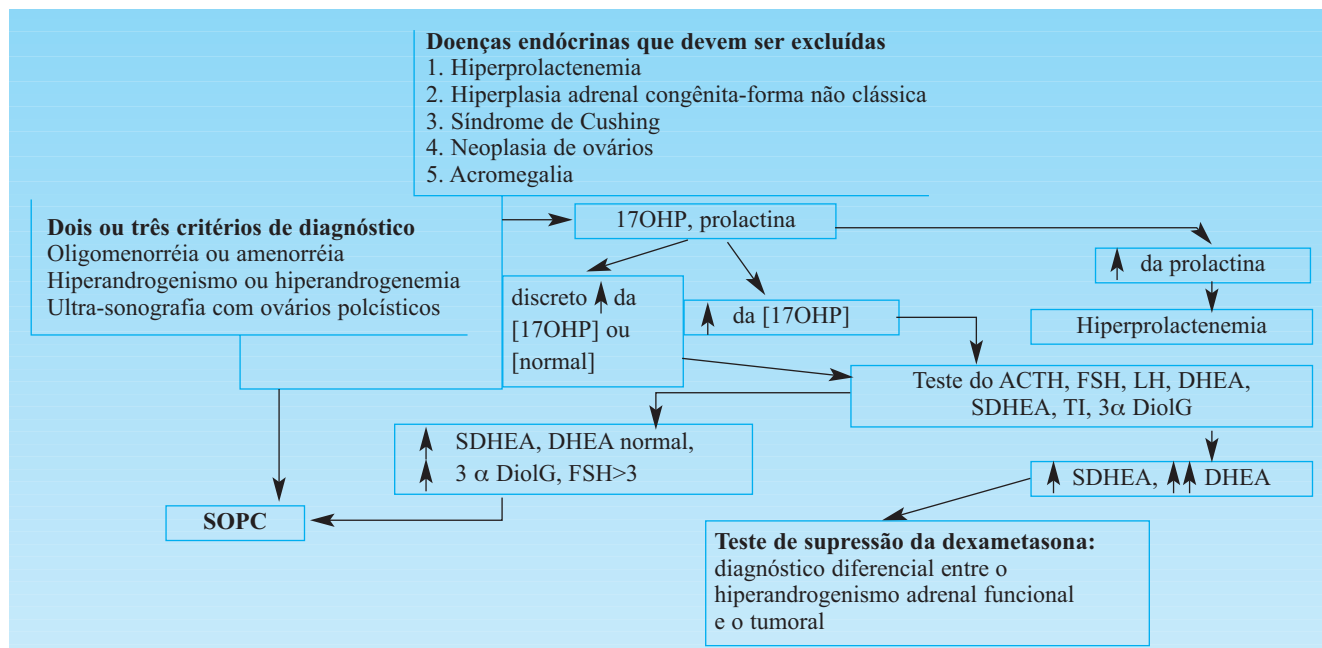 Doenças endócrinas que devem ser excluídas
1. Hiperprolactenemia
2. Hiperplasia adrenal congênita-forma não clássica
3. Síndrome de Cushing
4. Neoplasia de ovários
5. Acromegalia
Dois ou três critérios de diagnóstico
Oligomenorréia ou amenorréia
Hiperandrogenismo ou hiperandrogenemia
Ultra-sonografia com ovários polcísticos
17OHP, prolactina
da prolactina
Hiperprolactenemia
discreto da
[17OHP] ou
[normal]
da [17OHP]
Teste do ACTH, FSH, LH, DHEA,
SDHEA, TI, 3α DiolG
SDHEA, DHEA normal,
3 α DiolG, FSH>3
SDHEA, DHEA
SOPC
Teste de supressão da dexametasona:
diagnóstico diferencial entre o
hiperandrogenismo adrenal funcional
e o tumoral